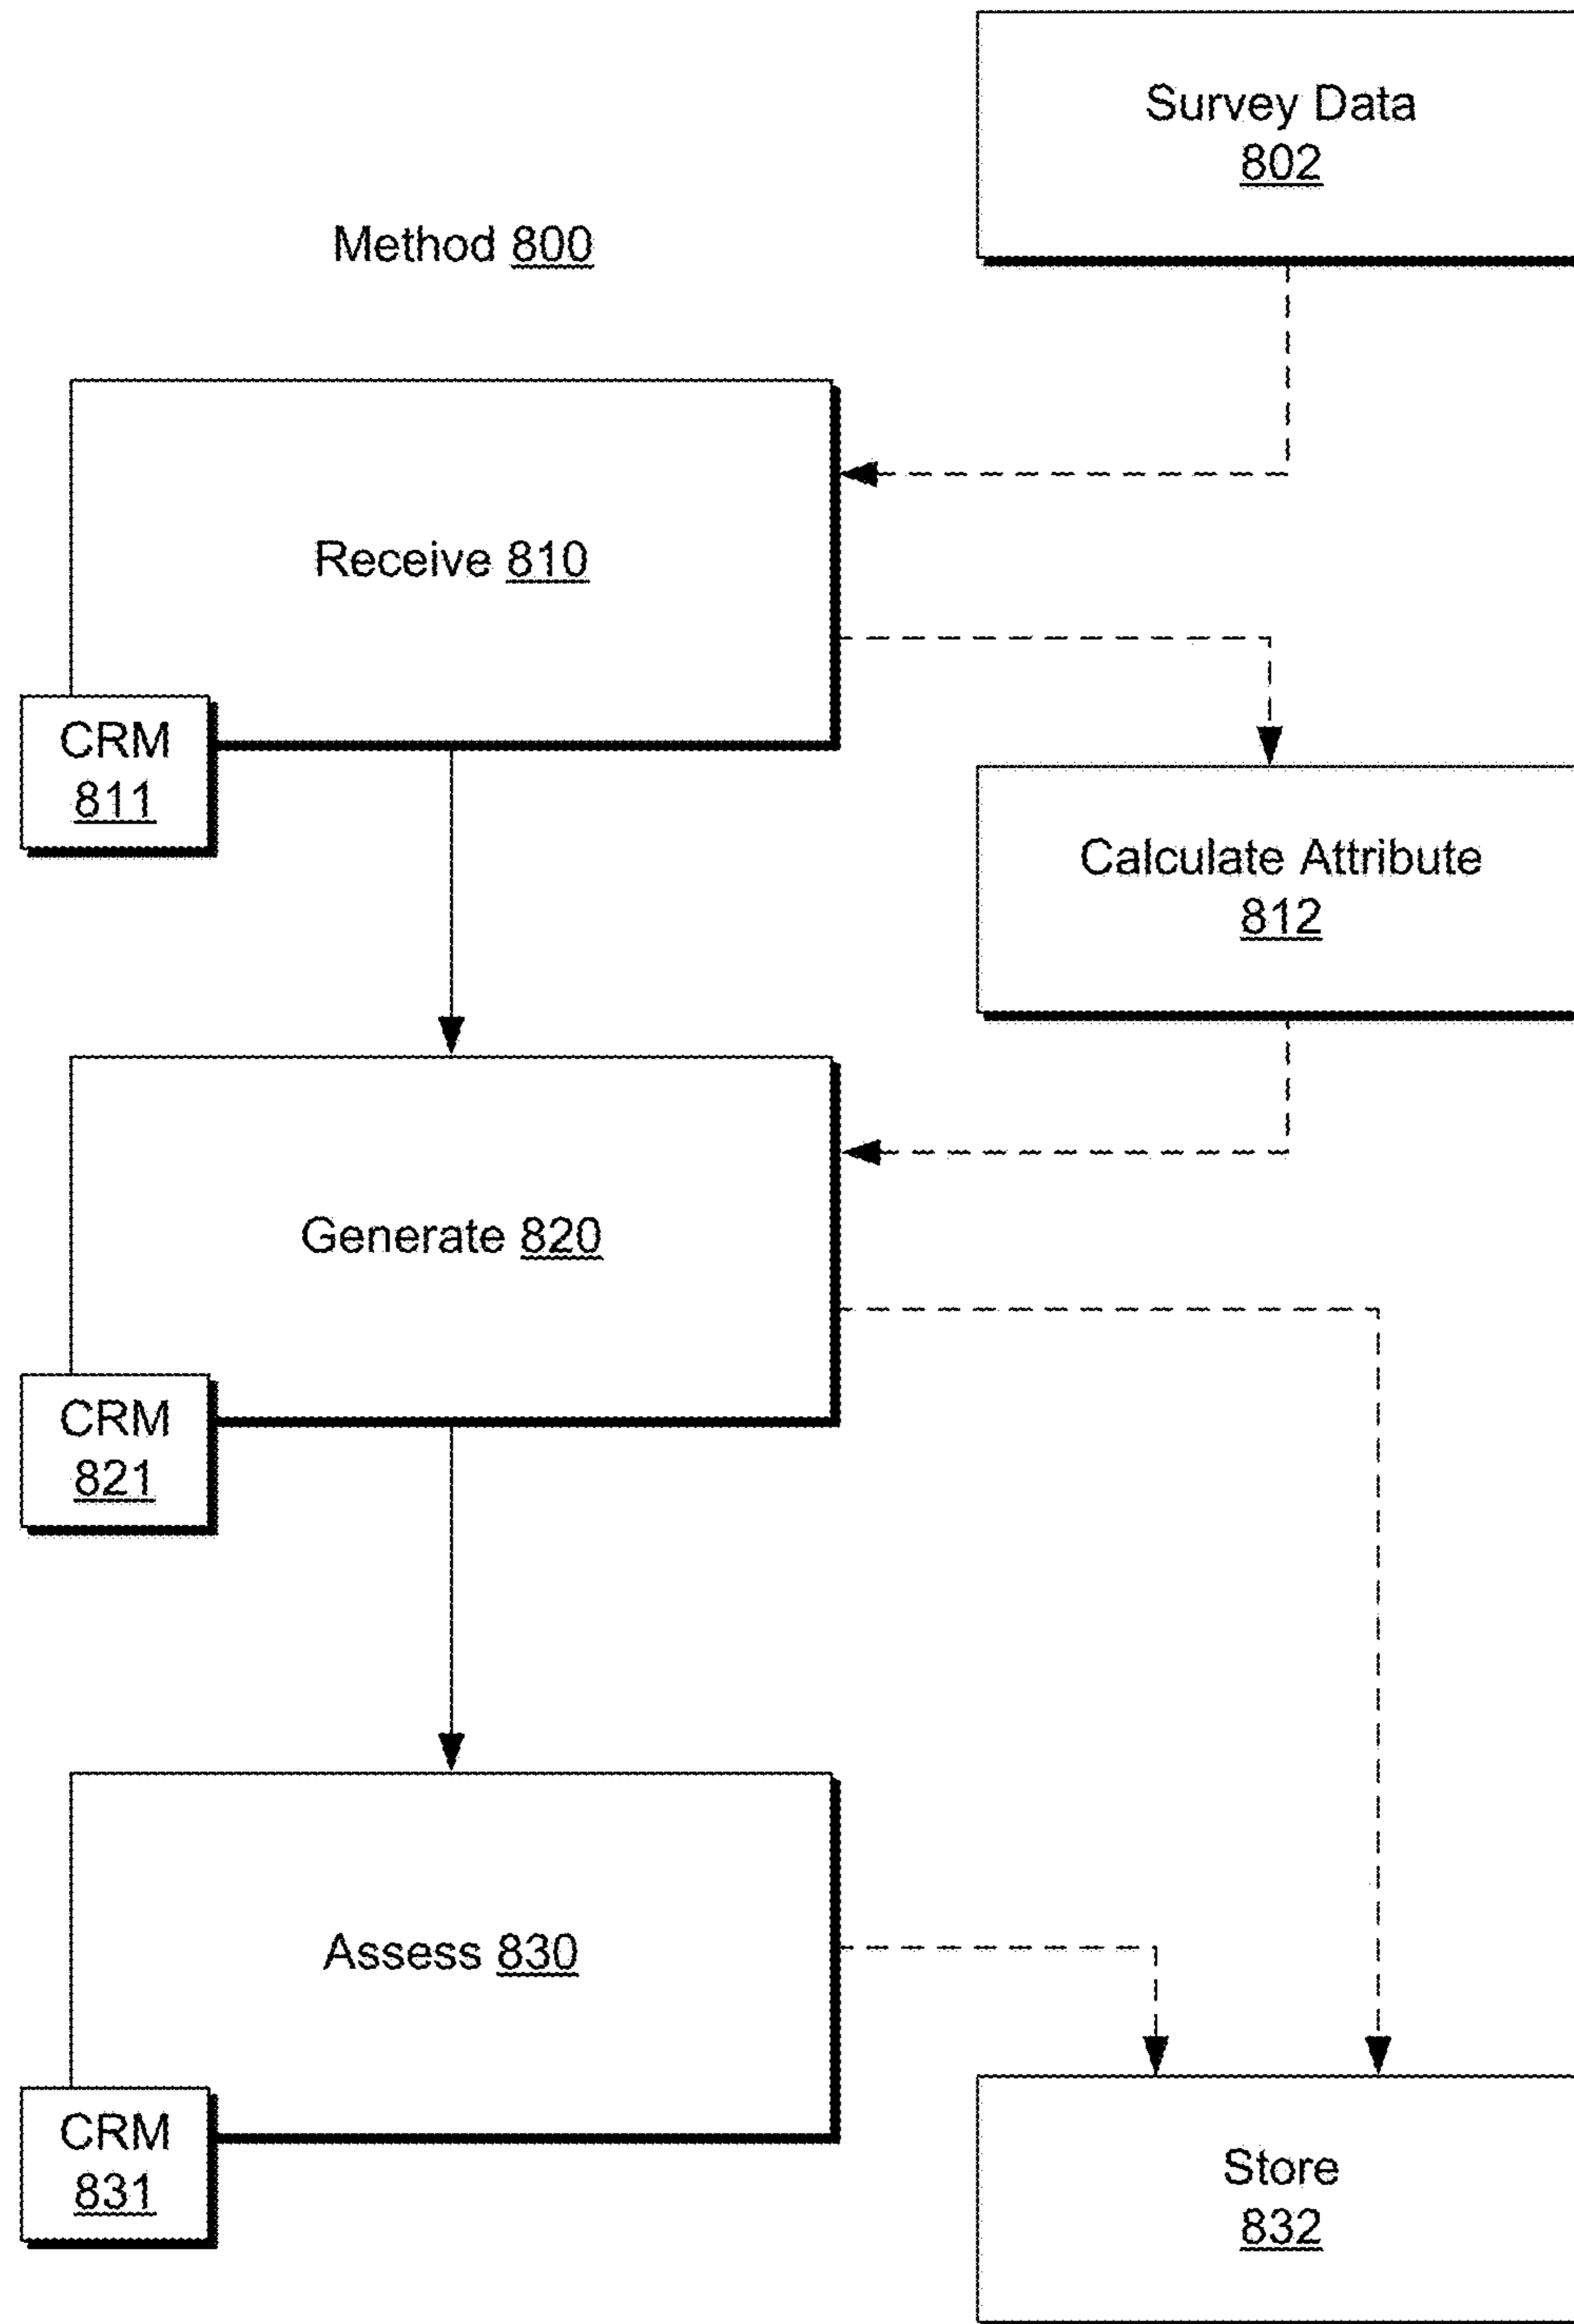 Survey Data
802
Method 800
Receive 810
CRM
811
Calculate Attribute
812
Generate 820
CRM
821
Assess 830
CRM
831
Store
832